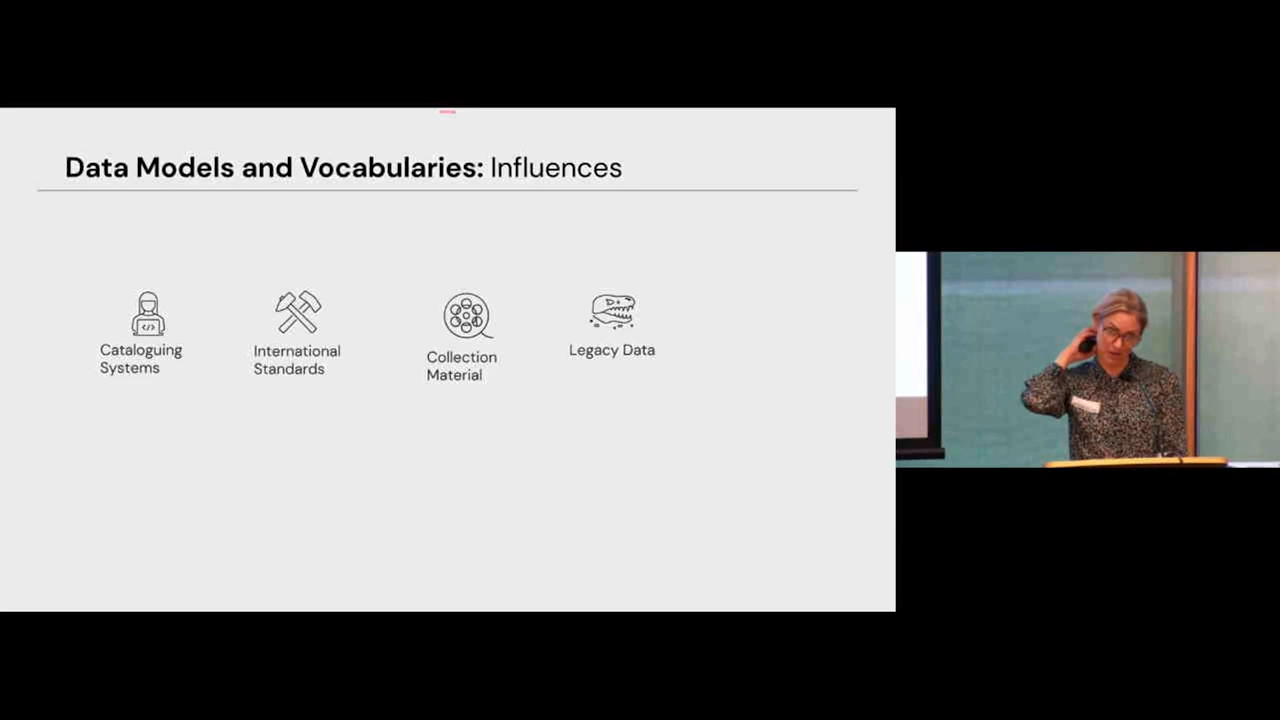 Data Models and Vocabularies: Influences
Cataloguing
Systems
International
Standards
Collection
Material
Legacy Data